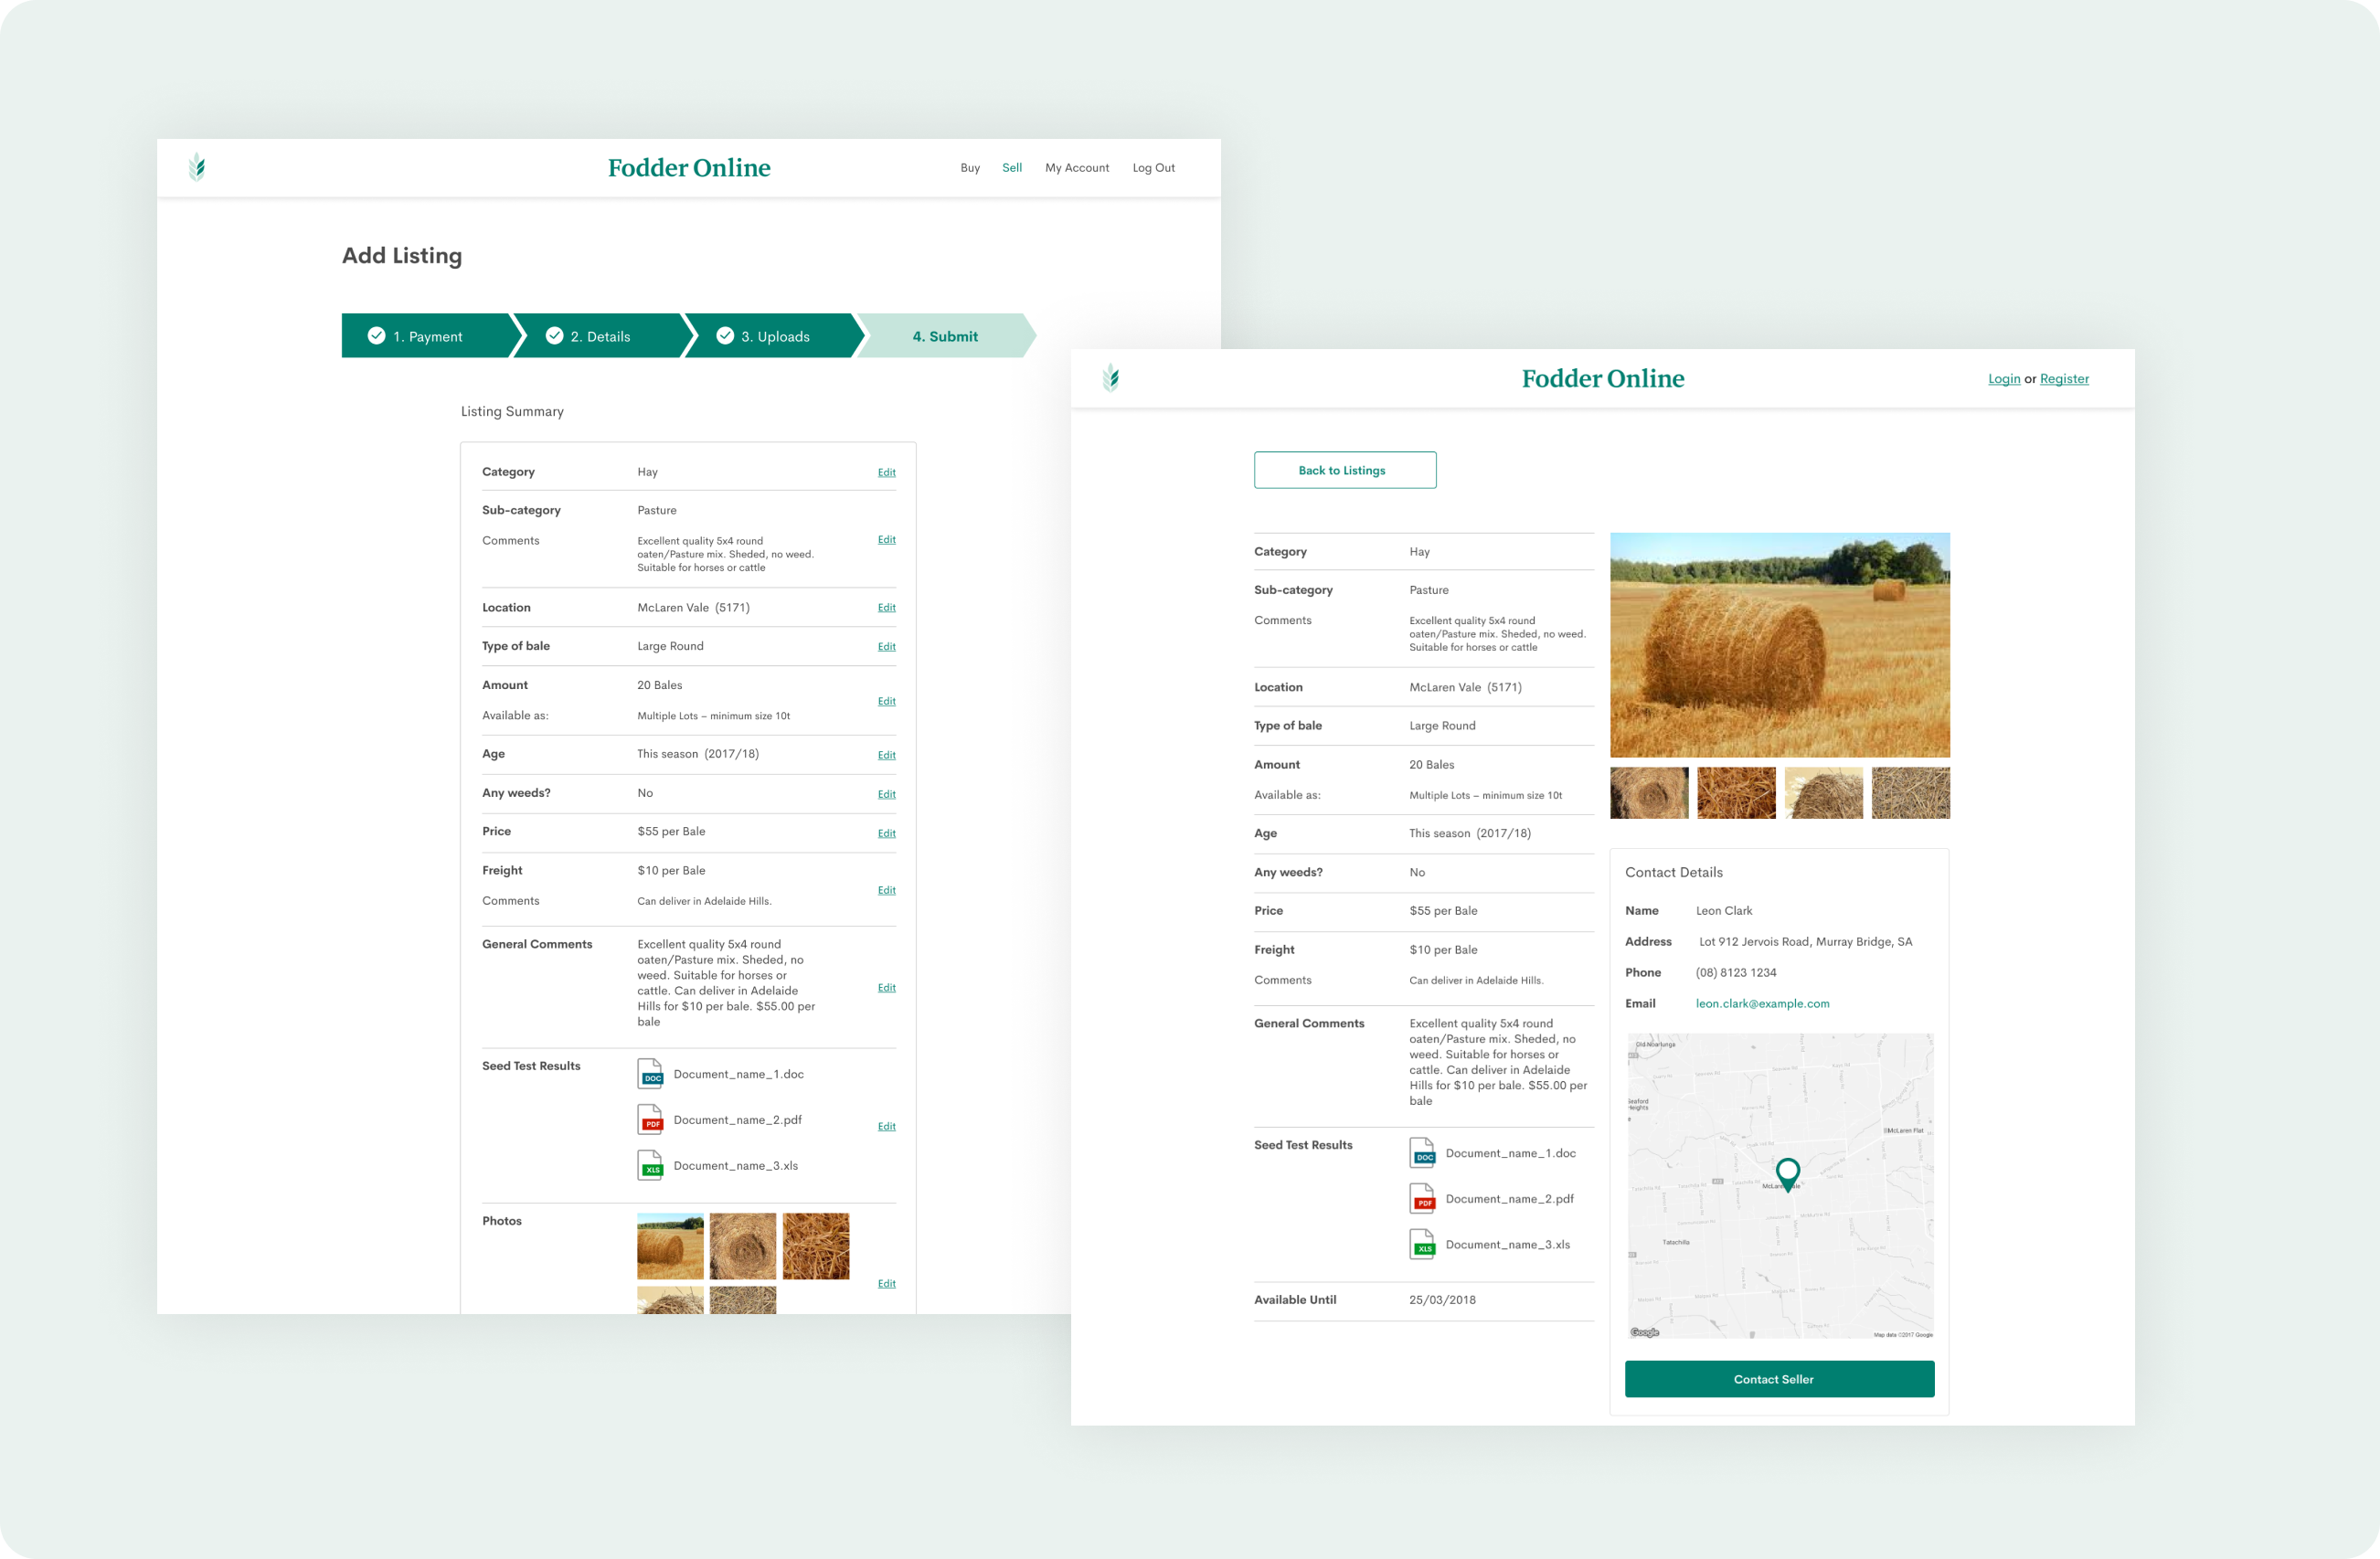 Fodder Online
Buy Sell My Account Log Out
Add Listing
1. Payment 2. Details 3. Uploads 4. Submit
Listing Summary
Category Hay Edit
Sub-category Pasture
Comments Excellent quality 5x4 round Edit
oaten/Pasture mix. Sheded, no weed.
Suitable for horses or cattle
Location McLaren Vale (5171) Edit
Type of bale Large Round Edit
Amount 20 Bales Edit
Available as: Multiple Lots – minimum size 10t
Age This season (2017/18) Edit
Any weeds? No Edit
Price $55 per Bale Edit
Freight $10 per Bale Edit
Comments Can deliver in Adelaide Hills.
General Comments Excellent quality 5x4 round
oaten/Pasture mix. Sheded, no
weed. Suitable for horses or
cattle. Can deliver in Adelaide Edit
Hills for $10 per bale. $55.00 per
bale
Seed Test Results DOC Document_name_1.doc
PDF Document_name_2.pdf Edit
XLS Document_name_3.xls
Photos Edit
Fodder Online
Login or Register
Back to Listings
Category Hay
Sub-category Pasture
Comments Excellent quality 5x4 round
oaten/Pasture mix. Sheded, no weed.
Suitable for horses or cattle
Location McLaren Vale (5171)
Type of bale Large Round
Amount 20 Bales
Available as: Multiple Lots – minimum size 10t
Age This season (2017/18)
Any weeds? No
Price $55 per Bale
Freight $10 per Bale
Comments Can deliver in Adelaide Hills.
General Comments Excellent quality 5x4 round
oaten/Pasture mix. Sheded, no
weed. Suitable for horses or
cattle. Can deliver in Adelaide
Hills for $10 per bale. $55.00 per
bale
Seed Test Results DOC Document_name_1.doc
PDF Document_name_2.pdf
XLS Document_name_3.xls
Available Until 25/03/2018
Contact Details
Name Leon Clark
Address Lot 912 Jervois Road, Murray Bridge, SA
Phone (08) 8123 1234
Email leon.clark@example.com
Old Noarlunga
Seaford
Heights
McLaren Flat
McLaren Vale
Tatachilla
Google
Map data ©2017 Google
Contact Seller